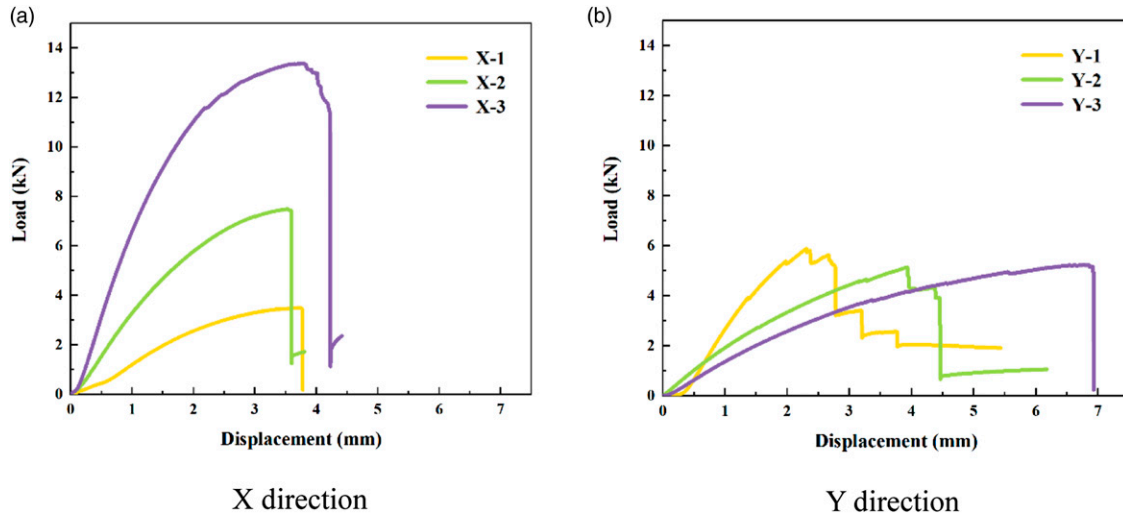 (a)
X-1
X-2
X-3
Load (kN)
14
12
10
8
6
4
2
0
0 1 2 3 4 5 6 7
Displacement (mm)
X direction
(b)
Y-1
Y-2
Y-3
Load (kN)
14
12
10
8
6
4
2
0
0 1 2 3 4 5 6 7
Displacement (mm)
Y direction